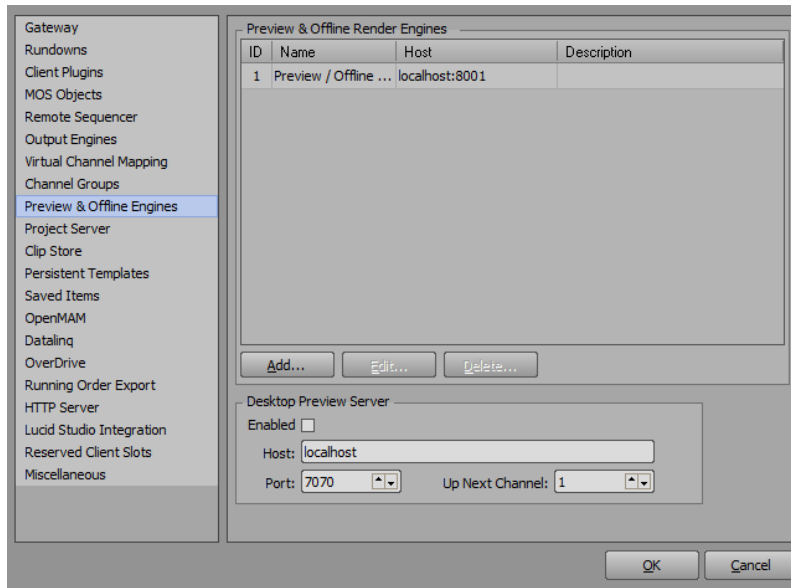 Gateway
Rundowns
Client Plugins
MOS Objects
Remote Sequencer
Output Engines
Virtual Channel Mapping
Channel Groups
Preview & Offline Engines
Project Server
Clip Store
Persistent Templates
Saved Items
OpenMAM
Datalinq
OverDrive
Running Order Export
HTTP Server
Lucid Studio Integration
Reserved Client Slots
Miscellaneous
Preview & Offline Render Engines
ID Name Host Description
1 Preview / Offline ... localhost:8001
Add... Edit... Delete...
Desktop Preview Server
Enabled
Host: localhost
Port: 7070 Up Next Channel: 1
OK Cancel